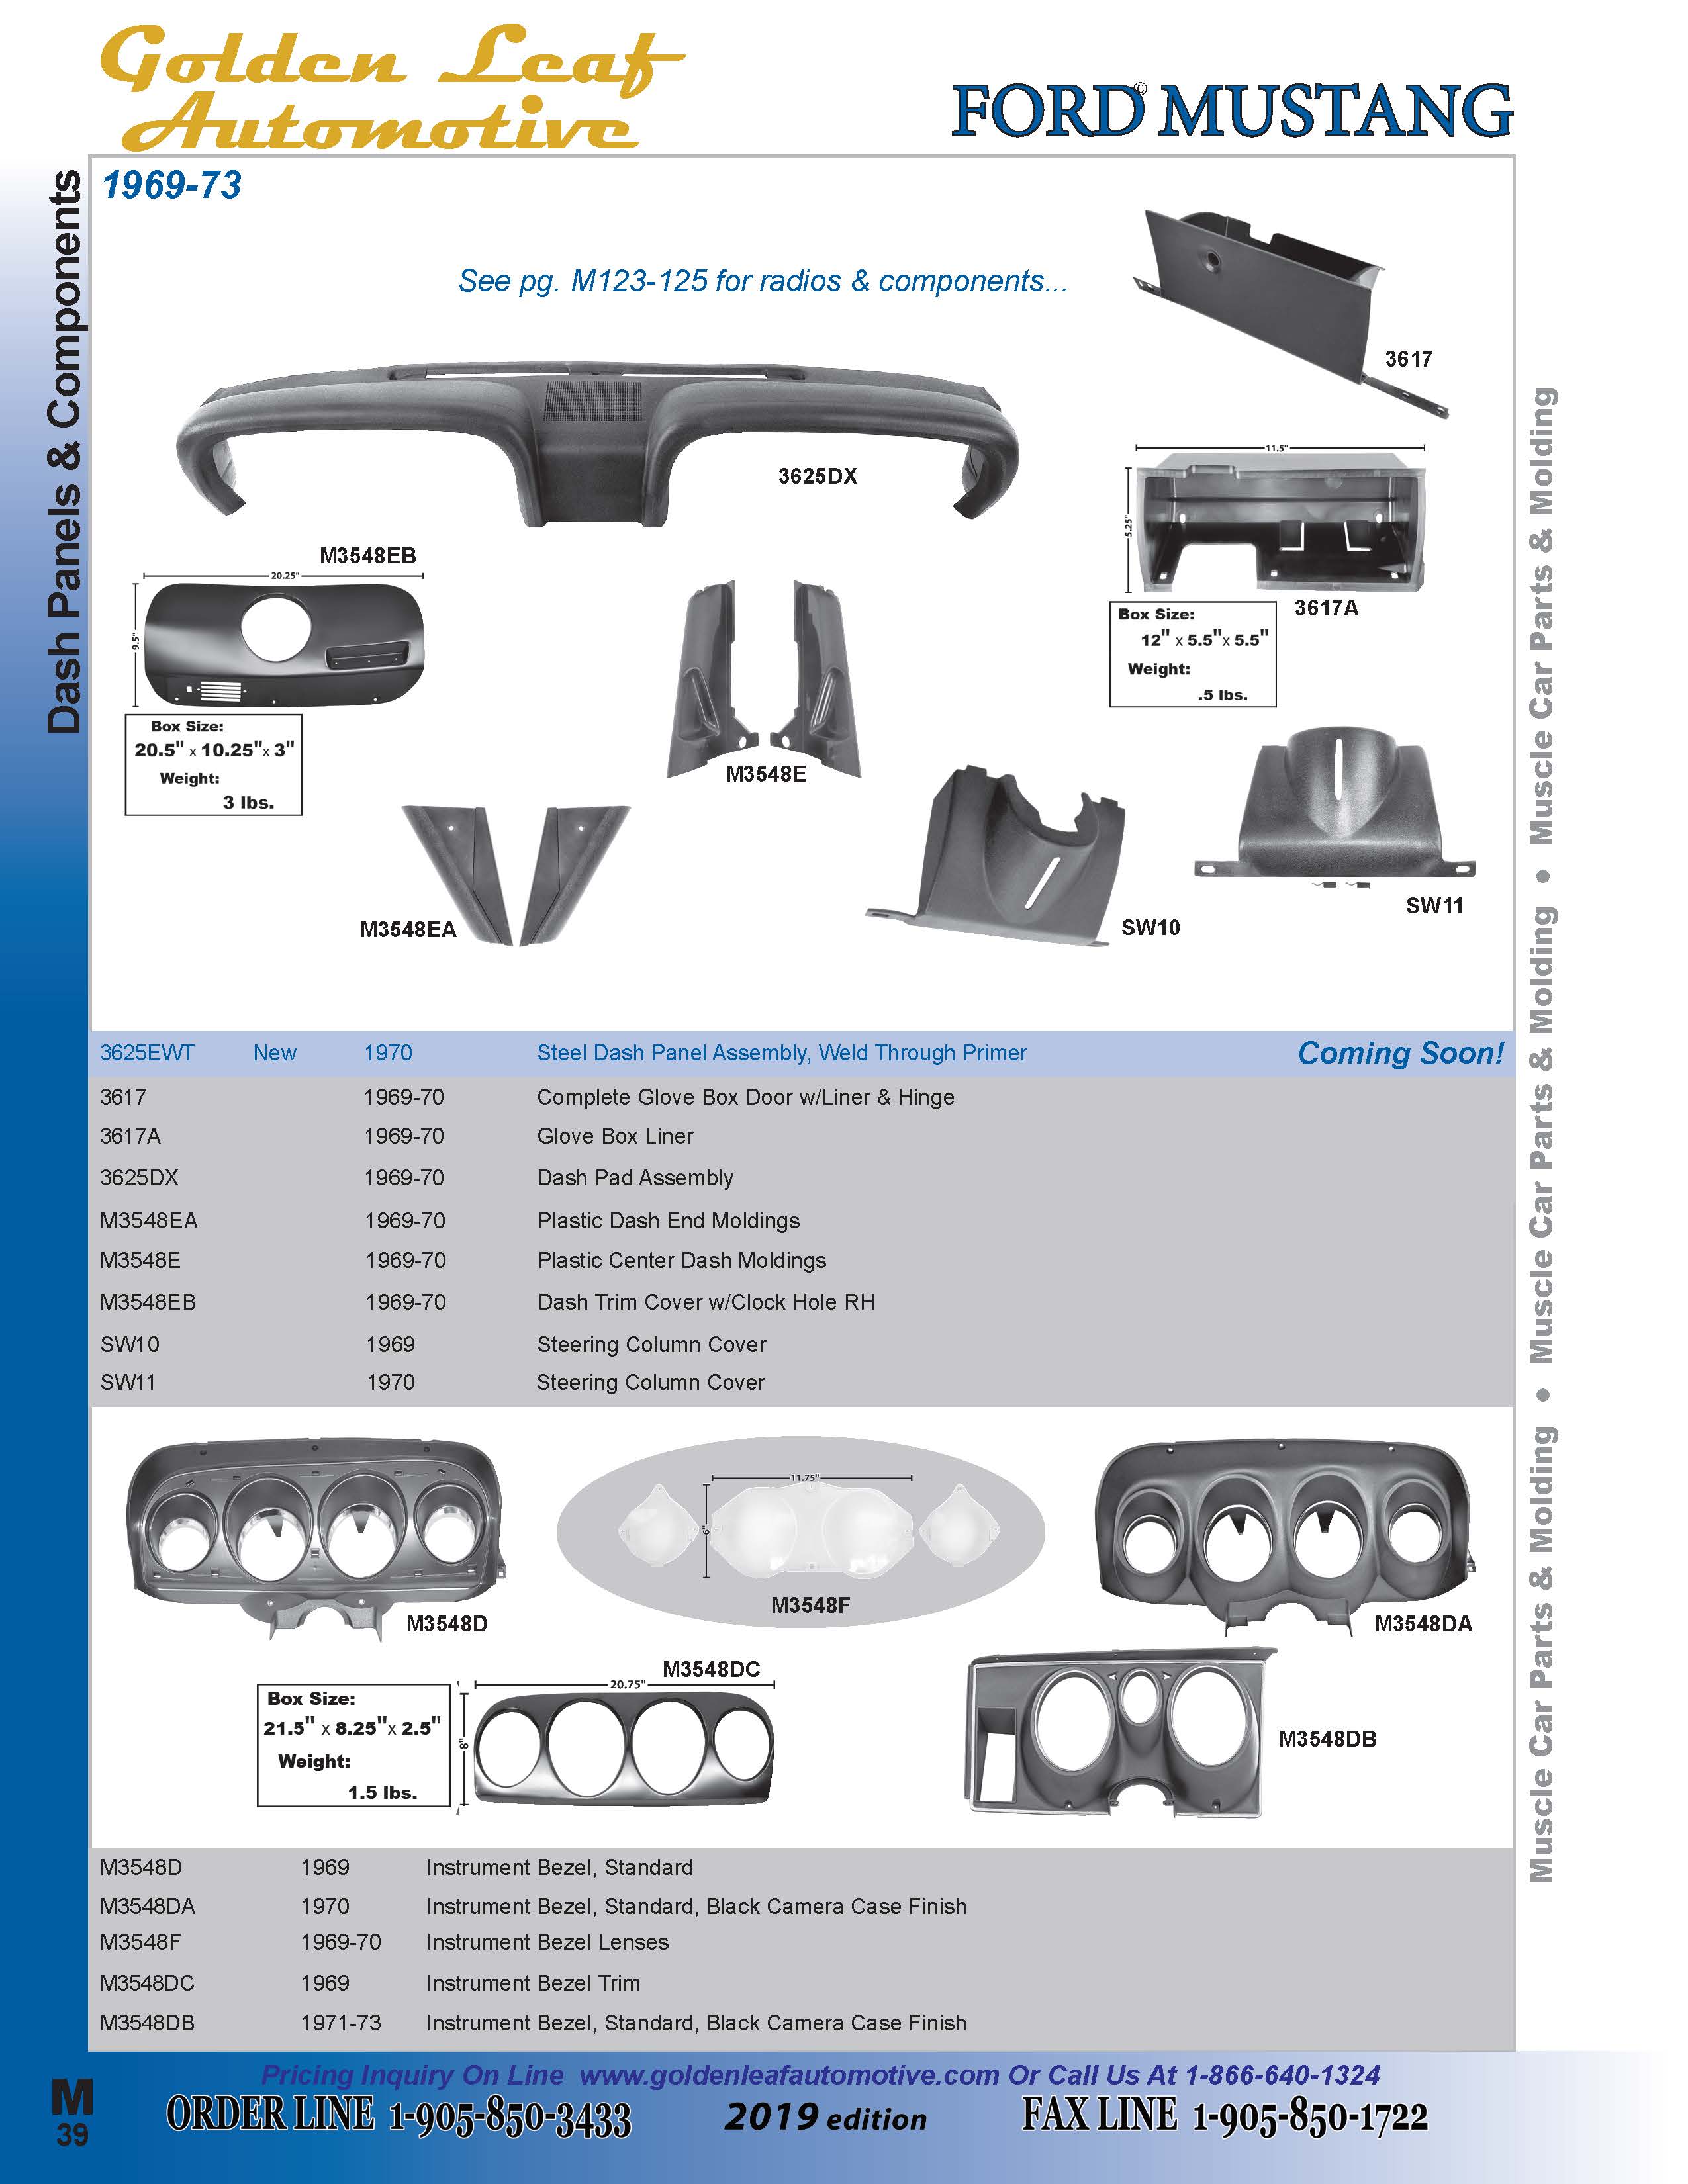 Golden Leaf
Automotive
FORD© MUSTANG
Dash Panels & Components
1969-73
See pg. M123-125 for radios & components...
3617
3625DX
11.5"
5.25"
3617A
Box Size:
12" x 5.5" x 5.5"
Weight:
.5 lbs.
M3548EB
20.25"
9.5"
Box Size:
20.5" x 10.25" x 3"
Weight:
3 lbs.
M3548E
M3548EA
SW10
SW11
3625EWT New 1970 Steel Dash Panel Assembly, Weld Through Primer Coming Soon!
3617 1969-70 Complete Glove Box Door w/Liner & Hinge
3617A 1969-70 Glove Box Liner
3625DX 1969-70 Dash Pad Assembly
M3548EA 1969-70 Plastic Dash End Moldings
M3548E 1969-70 Plastic Center Dash Moldings
M3548EB 1969-70 Dash Trim Cover w/Clock Hole RH
SW10 1969 Steering Column Cover
SW11 1970 Steering Column Cover
M3548D
11.75"
6"
M3548F
M3548DA
M3548DC
20.75"
8"
Box Size:
21.5" x 8.25" x 2.5"
Weight:
1.5 lbs.
M3548DB
M3548D 1969 Instrument Bezel, Standard
M3548DA 1970 Instrument Bezel, Standard, Black Camera Case Finish
M3548F 1969-70 Instrument Bezel Lenses
M3548DC 1969 Instrument Bezel Trim
M3548DB 1971-73 Instrument Bezel, Standard, Black Camera Case Finish
Muscle Car Parts & Molding • Muscle Car Parts & Molding • Muscle Car Parts & Molding
Pricing Inquiry On Line www.goldenleafautomotive.com Or Call Us At 1-866-640-1324
M
39
ORDER LINE 1-905-850-3433 2019 edition FAX LINE 1-905-850-1722